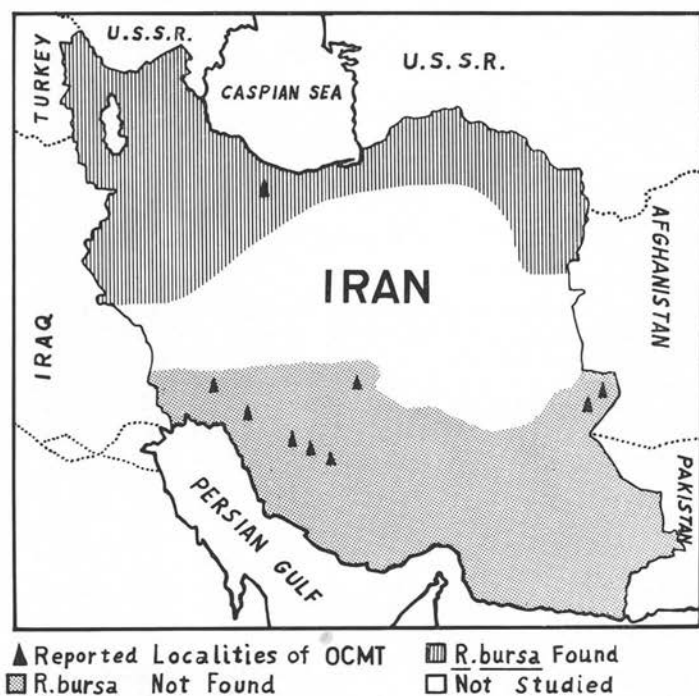 U.S.S.R.
TURKEY
CASPIAN SEA
U.S.S.R.
IRAN
AFGHANISTAN
IRAQ
PERSIAN GULF
PAKISTAN
Reported Localities of OCMT
R.bursa Found
R.bursa Not Found
Not Studied